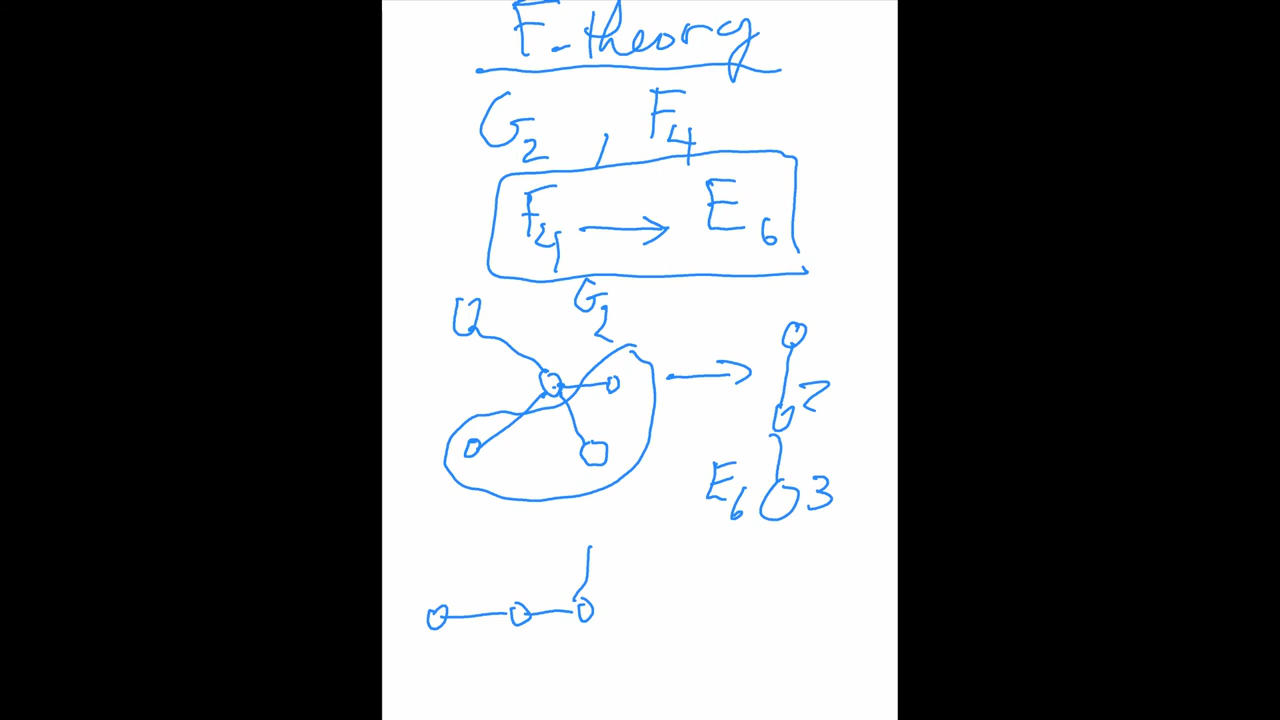 F-theory
G2 , F4
F4 → E6
G2
2
E6 3